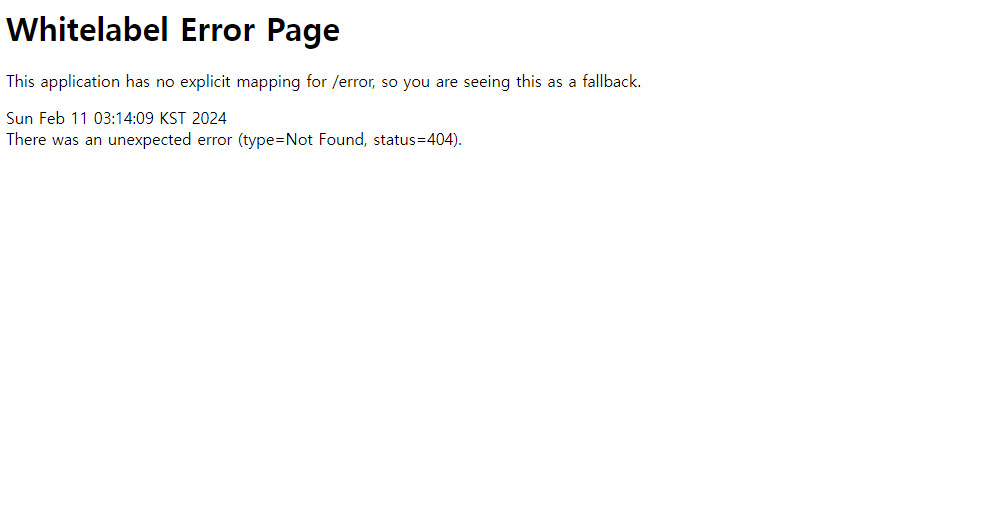 Whitelabel Error Page
This application has no explicit mapping for /error, so you are seeing this as a fallback.
Sun Feb 11 03:14:09 KST 2024
There was an unexpected error (type=Not Found, status=404).